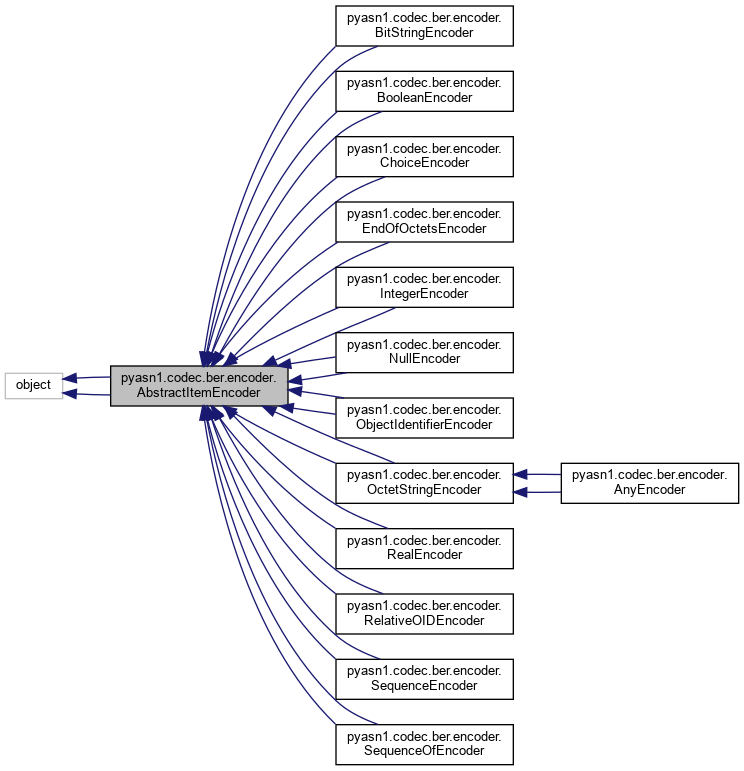 object
pyasn1.codec.ber.encoder.
AbstractItemEncoder
pyasn1.codec.ber.encoder.
BitStringEncoder
pyasn1.codec.ber.encoder.
BooleanEncoder
pyasn1.codec.ber.encoder.
ChoiceEncoder
pyasn1.codec.ber.encoder.
EndOfOctetsEncoder
pyasn1.codec.ber.encoder.
IntegerEncoder
pyasn1.codec.ber.encoder.
NullEncoder
pyasn1.codec.ber.encoder.
ObjectIdentifierEncoder
pyasn1.codec.ber.encoder.
OctetStringEncoder
pyasn1.codec.ber.encoder.
AnyEncoder
pyasn1.codec.ber.encoder.
RealEncoder
pyasn1.codec.ber.encoder.
RelativeOIDEncoder
pyasn1.codec.ber.encoder.
SequenceEncoder
pyasn1.codec.ber.encoder.
SequenceOfEncoder